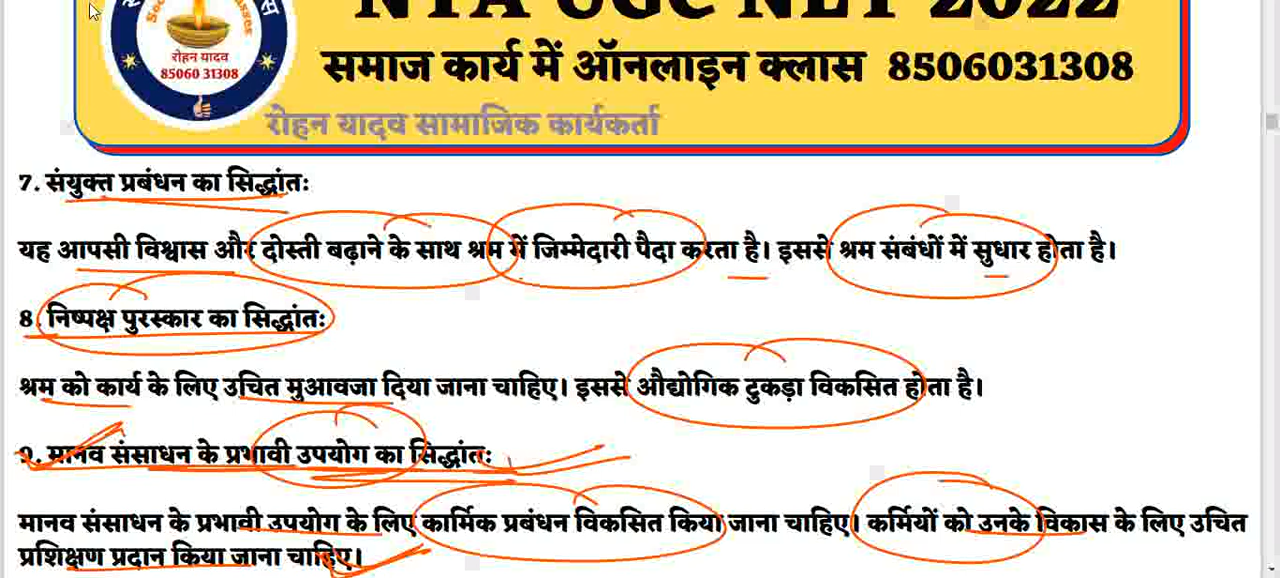 NTA UGC NET 2022
रोहन यादव
85060 31308
समाज कार्य में ऑनलाइन क्लास 8506031308
रोहन यादव सामाजिक कार्यकर्ता
7. संयुक्त प्रबंधन का सिद्धांतः
यह आपसी विश्वास और दोस्ती बढ़ाने के साथ श्रम में जिम्मेदारी पैदा करता है। इससे श्रम संबंधों में सुधार होता है।
8. निष्पक्ष पुरस्कार का सिद्धांतः
श्रम को कार्य के लिए उचित मुआवजा दिया जाना चाहिए। इससे औद्योगिक टुकड़ा विकसित होता है।
9. मानव संसाधन के प्रभावी उपयोग का सिद्धांतः
मानव संसाधन के प्रभावी उपयोग के लिए कार्मिक प्रबंधन विकसित किया जाना चाहिए। कर्मियों को उनके विकास के लिए उचित
प्रशिक्षण प्रदान किया जाना चाहिए।